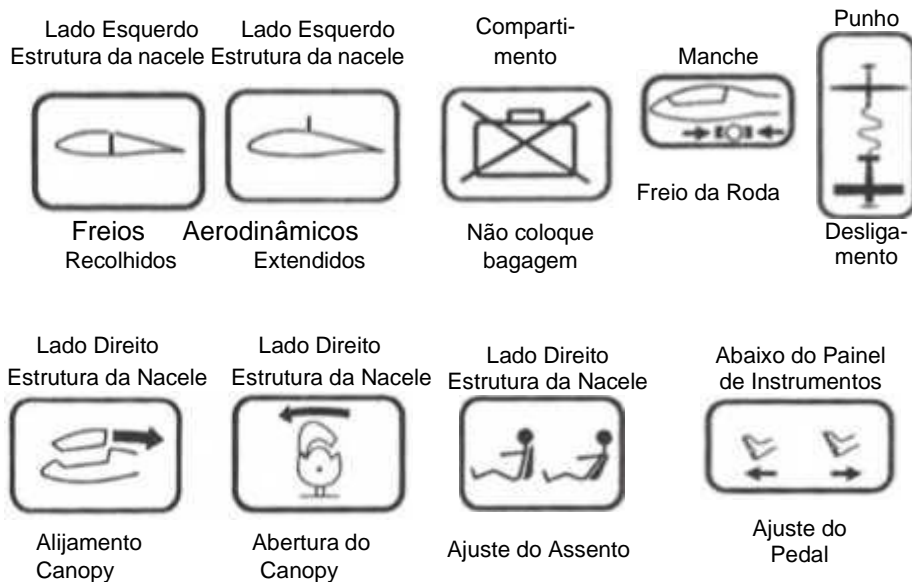 Lado Esquerdo
Estrutura da nacele
Lado Esquerdo
Estrutura da nacele
Comparti-
mento
Manche
Punho
Freios Aerodinâmicos
Recolhidos
Extendidos
Não coloque
bagagem
Freio da Roda
Desliga-
mento
Lado Direito
Estrutura da Nacele
Lado Direito
Estrutura da Nacele
Lado Direito
Estrutura da Nacele
Abaixo do Painel
de Instrumentos
Alijamento
Canopy
Abertura do
Canopy
Ajuste do Assento
Ajuste do
Pedal